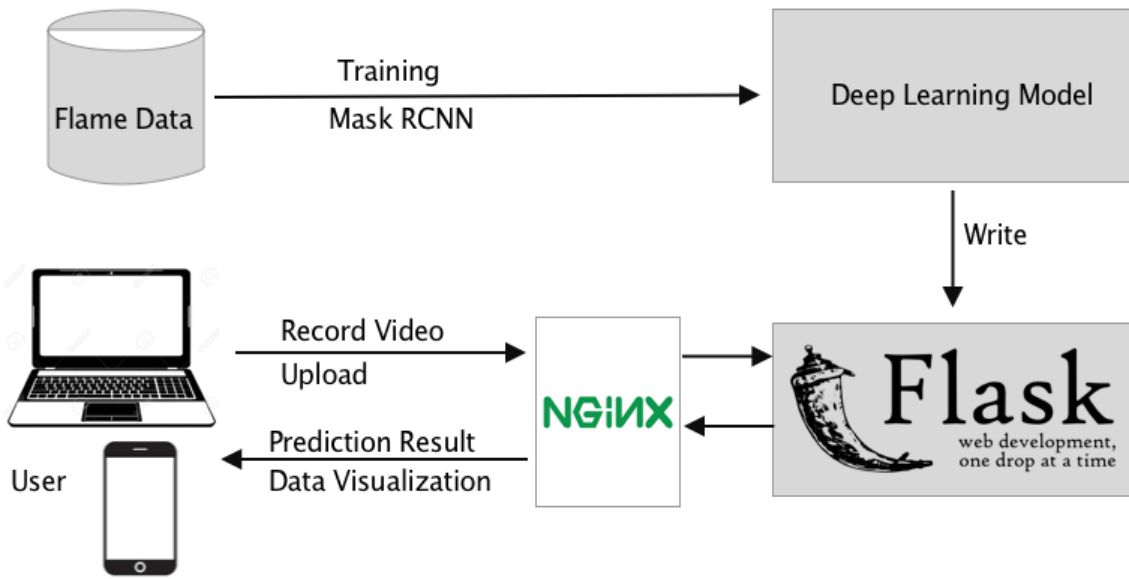 Training
Flame Data
Mask RCNN
Deep Learning Model
Write
Record Video
Upload
NGiNX
Flask
web development,
one drop at a time
Prediction Result
Data Visualization
User